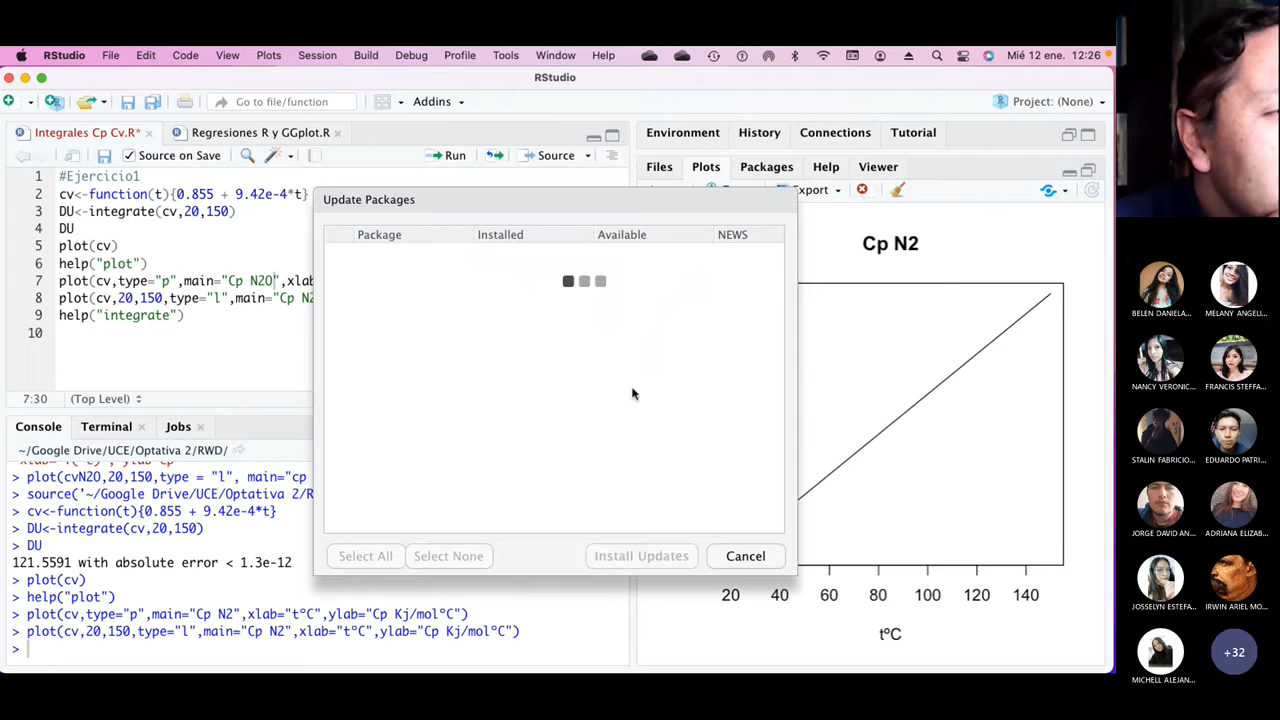 RStudio File Edit Code View Plots Session Build Debug Profile Tools Window Help Mié 12 ene. 12:26
RStudio
Go to file/function Addins Project: (None)
Integrales Cp Cv.R* Regresiones R y GGplot.R
Source on Save Run Source
1 #Ejercicio1
2 cv<-function(t){0.855 + 9.42e-4*t}
3 DU<-integrate(cv,20,150)
4 DU
5 plot(cv)
6 help("plot")
7 plot(cv,type="p",main="Cp N2O",xlab
8 plot(cv,20,150,type="l",main="Cp N2
9 help("integrate")
10
7:30 (Top Level)
Console Terminal Jobs
~/Google Drive/UCE/Optativa 2/RWD/
> plot(cvN2O,20,150,type = "l", main="cp
> source('~/Google Drive/UCE/Optativa 2/R
> cv<-function(t){0.855 + 9.42e-4*t}
> DU<-integrate(cv,20,150)
> DU
121.5591 with absolute error < 1.3e-12
> plot(cv)
> help("plot")
> plot(cv,type="p",main="Cp N2",xlab="tºC",ylab="Cp Kj/molºC")
> plot(cv,20,150,type="l",main="Cp N2",xlab="tºC",ylab="Cp Kj/molºC")
>
Update Packages
Package Installed Available NEWS
Select All Select None Install Updates Cancel
Environment History Connections Tutorial
Files Plots Packages Help Viewer
Export
Cp N2
20 40 60 80 100 120 140
tºC
BELEN DANIELA... MELANY ANGELI...
NANCY VERONIC... FRANCIS STEFFA...
STALIN FABRICIO... EDUARDO PATRI...
JORGE DAVID AN... ADRIANA ELIZAB...
JOSSELYN ESTEFA... IRWIN ARIEL MO...
MICHELL ALEJAN... +32